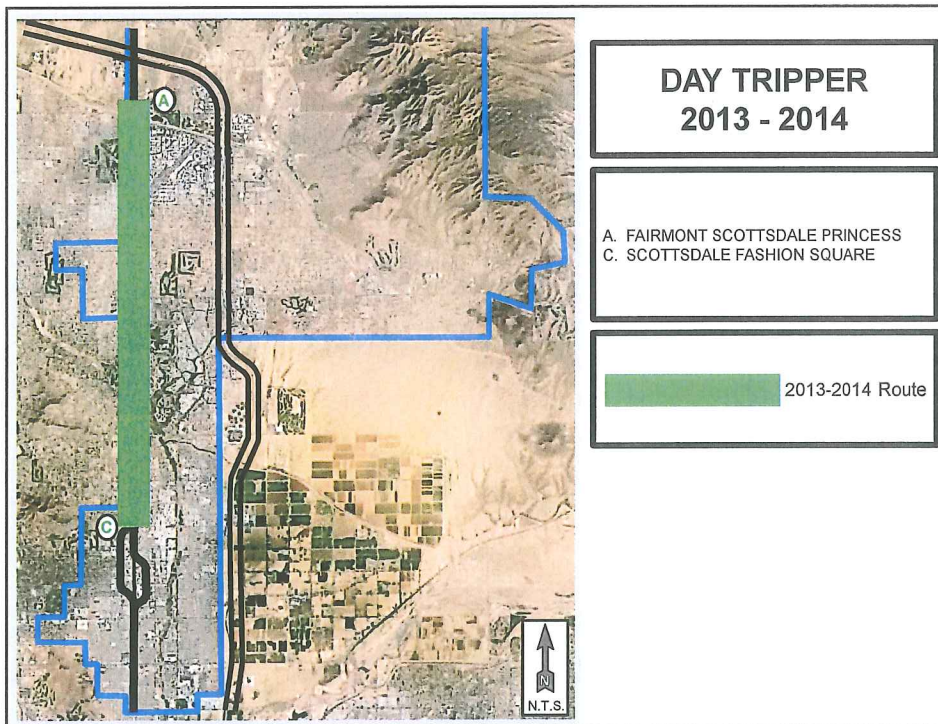 A
C
N
N.T.S.
DAY TRIPPER
2013 - 2014
A. FAIRMONT SCOTTSDALE PRINCESS
C. SCOTTSDALE FASHION SQUARE
2013-2014 Route